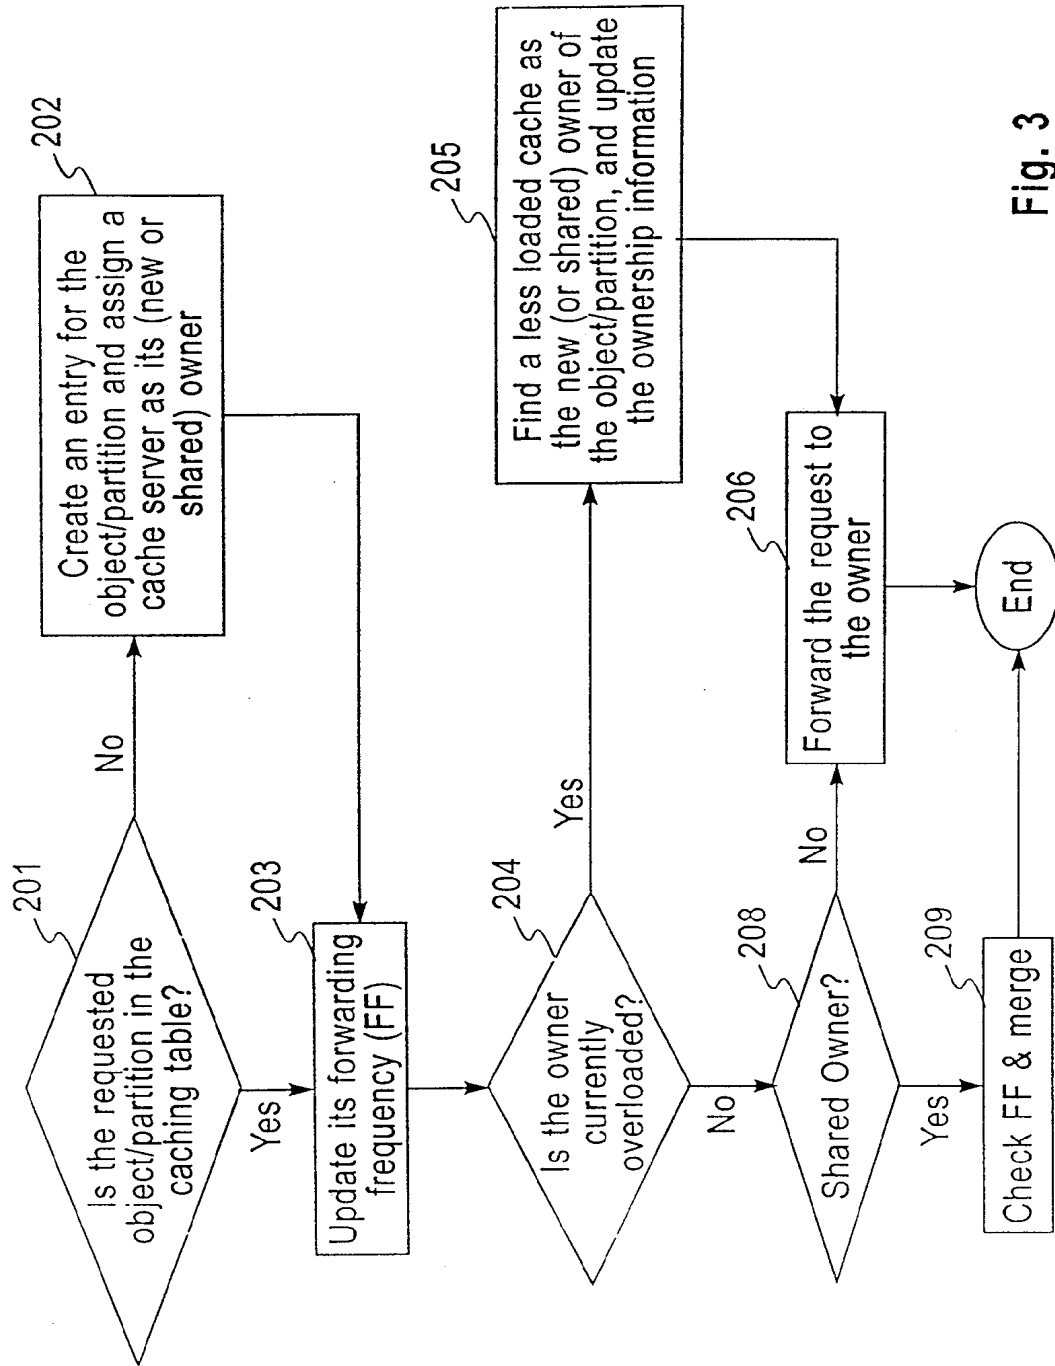 201
Is the requested
object/partition in the
caching table?
No
Yes
202
Create an entry for the
object/partition and assign a
cache server as its (new or
shared) owner
203
Update its forwarding
frequency (FF)
204
Is the owner
currently
overloaded?
Yes
No
205
Find a less loaded cache as
the new (or shared) owner of
the object/partition, and update
the ownership information
208
Shared Owner?
No
Yes
206
Forward the request to
the owner
209
Check FF & merge
End
Fig. 3